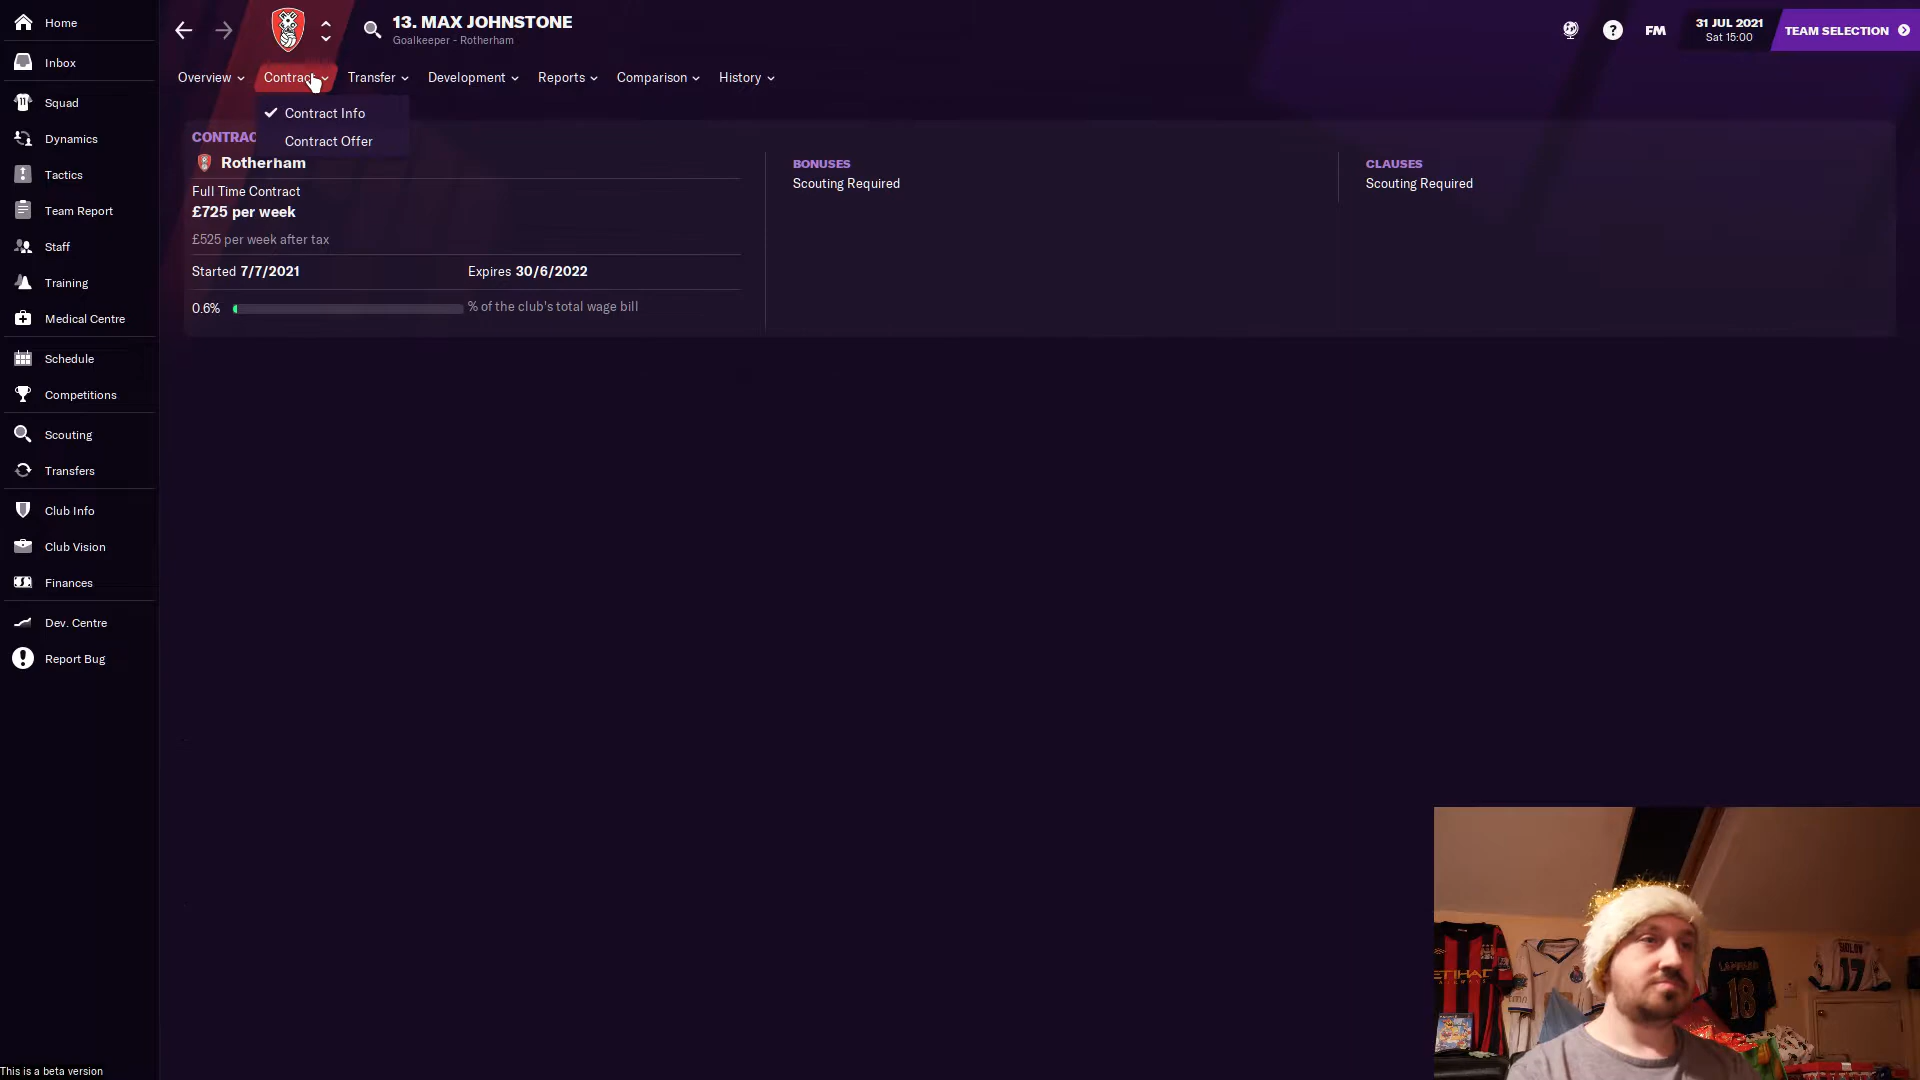 Home
Inbox
Squad
Dynamics
Tactics
Team Report
Staff
Training
Medical Centre
Schedule
Competitions
Scouting
Transfers
Club Info
Club Vision
Finances
Dev. Centre
Report Bug
This is a beta version
13. MAX JOHNSTONE
Goalkeeper - Rotherham
FM
31 JUL 2021
Sat 15:00
TEAM SELECTION
Overview Contract Transfer Development Reports Comparison History
Contract Info
Contract Offer
CONTRAC
Rotherham
Full Time Contract
£725 per week
£525 per week after tax
Started 7/7/2021 Expires 30/6/2022
0.6% % of the club's total wage bill
BONUSES
Scouting Required
CLAUSES
Scouting Required
ETIHAD
LAMPARD
18
17